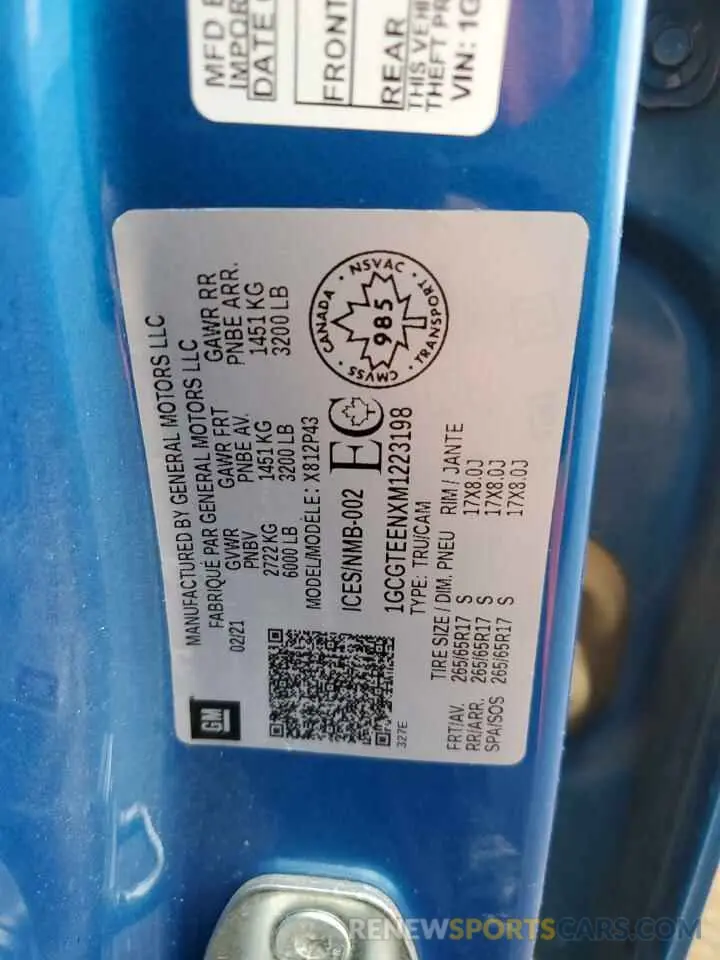 MFD B
IMPOR
DATE
FRONT
REAR
THIS VEHI
THEFT PR
VIN: 1G
MANUFACTURED BY GENERAL MOTORS LLC
FABRIQUÉ PAR GENERAL MOTORS LLC
02/21
GVWR GAWR FRT GAWR RR
PNBV PNBE AV. PNBE ARR.
2722 KG 1451 KG 1451 KG
6000 LB 3200 LB 3200 LB
MODEL/MODÈLE: X812P43
ICES/NMB-002 EC
1GCGTEENXM1223198
TYPE: TRU/CAM
TIRE SIZE / DIM. PNEU RIM / JANTE
FRT/AV. 265/65R17 S 17X8.0J
RR/ARR. 265/65R17 S 17X8.0J
SPA/SOS 265/65R17 S 17X8.0J
GM
327E
CANADA · NSVAC · TRANSPORT · CMVSS
985
RENEWSPORTSCARS.COM